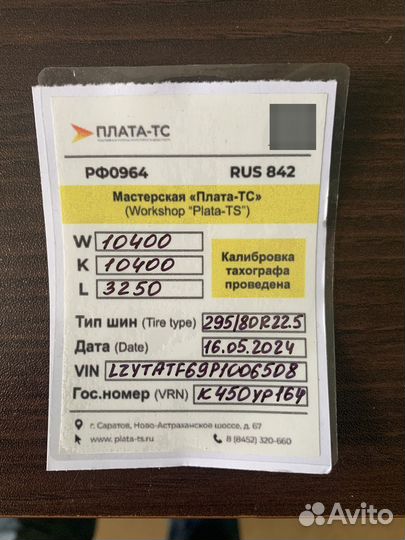 ПЛАТА-ТС
РФ0964 RUS 842
Мастерская «Плата-ТС»
(Workshop "Plata-TS")
W 10400
K 10400
L 3250
Калибровка
тахографа
проведена
Тип шин (Tire type) 295/80R22.5
Дата (Date) 16.05.2024
VIN LZYTATF69P1006508
Гос.номер (VRN) К450ур164
г. Саратов, Ново-Астраханское шоссе, д. 67
www.plata-ts.ru 8 (8452) 320-660
Avito